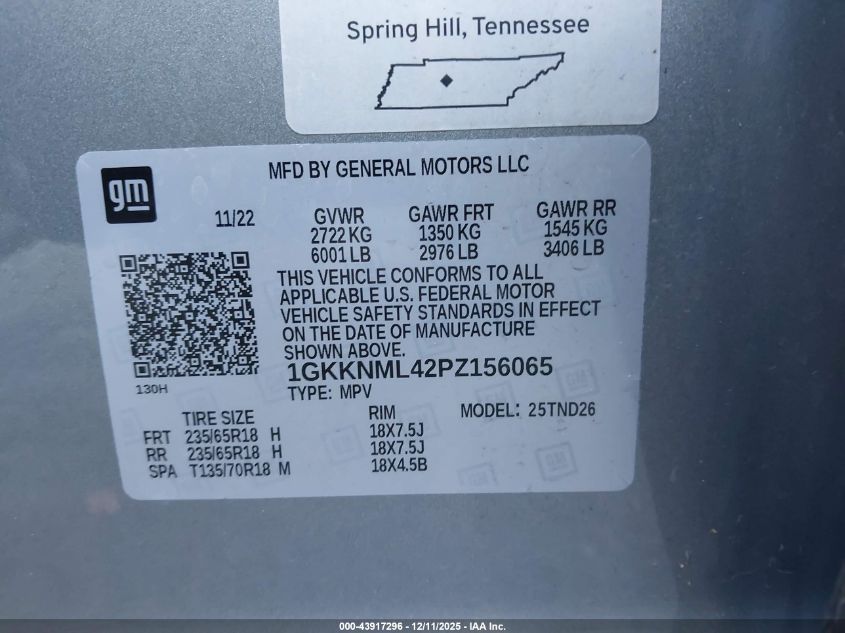 Spring Hill, Tennessee
gm
MFD BY GENERAL MOTORS LLC
11/22
GVWR GAWR FRT GAWR RR
2722 KG 1350 KG 1545 KG
6001 LB 2976 LB 3406 LB
THIS VEHICLE CONFORMS TO ALL
APPLICABLE U.S. FEDERAL MOTOR
VEHICLE SAFETY STANDARDS IN EFFECT
ON THE DATE OF MANUFACTURE
SHOWN ABOVE.
1GKKNML42PZ156065
130H
TYPE: MPV
TIRE SIZE RIM MODEL: 25TND26
FRT 235/65R18 H 18X7.5J
RR 235/65R18 H 18X7.5J
SPA T135/70R18 M 18X4.5B
000-43917296 - 12/11/2025 - IAA Inc.